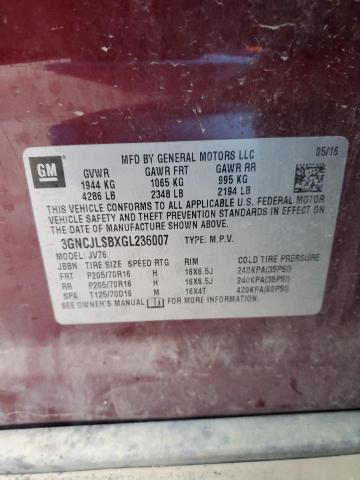 GM
MFD BY GENERAL MOTORS LLC 05/16
GVWR GAWR FRT GAWR RR
1944 KG 1065 KG 995 KG
4286 LB 2348 LB 2194 LB
THIS VEHICLE CONFORMS TO ALL APPLICABLE U.S. FEDERAL MOTOR
VEHICLE SAFETY AND THEFT PREVENTION STANDARDS IN EFFECT ON
THE DATE OF MANUFACTURE SHOWN ABOVE.
3GNCJLSBXGL236007 TYPE: M.P.V.
MODEL: JV76
JBBN TIRE SIZE SPEED RTG RIM COLD TIRE PRESSURE
FRT P205/70R16 H 16X6.5J 240KPA(35PSI)
RR P205/70R16 H 16X6.5J 240KPA(35PSI)
SPA T125/70D16 M 16X4T 420KPA(60PSI)
SEE OWNER'S MANUAL FOR ADDITIONAL INFORMATION.